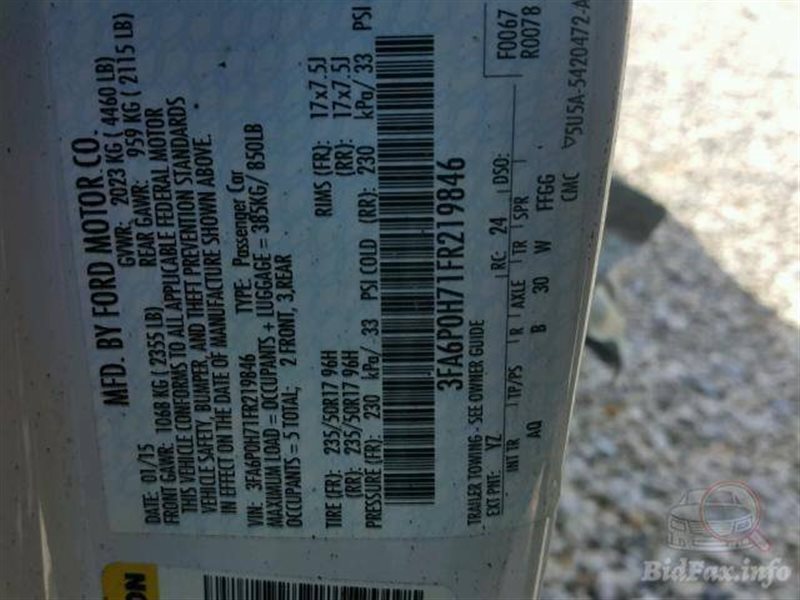 MFD. BY FORD MOTOR CO.
DATE: 01/15 GVWR: 2023 KG ( 4460 LB)
FRONT GAWR: 1068 KG ( 2355 LB) REAR GAWR: 959 KG ( 2115 LB)
THIS VEHICLE CONFORMS TO ALL APPLICABLE FEDERAL MOTOR
VEHICLE SAFETY, BUMPER, AND THEFT PREVENTION STANDARDS
IN EFFECT ON THE DATE OF MANUFACTURE SHOWN ABOVE.
VIN: 3FA6P0H71FR219846 TYPE: Passenger Car
MAXIMUM LOAD = OCCUPANTS + LUGGAGE = 385KG/ 850LB
OCCUPANTS = 5 TOTAL; 2 FRONT, 3,REAR
TIRE (FR): 235/50R17 96H RIMS (FR): 17x7.5J
(RR): 235/50R17 96H (RR): 17x7.5J
PRESSURE (FR): 230 kPa/ 33 PSI COLD (RR): 230 kPa/ 33 PSI
3FA6P0H71FR219846
TRAILER TOWING - SEE OWNER GUIDE
F0067
EXT PNT: YZ RC: 24 DSO: R0078
INT TR TP/PS R AXLE TR SPR
AQ B 30 W FFGG
CMC 5U5A-5420472-A
ON
BidFax.info